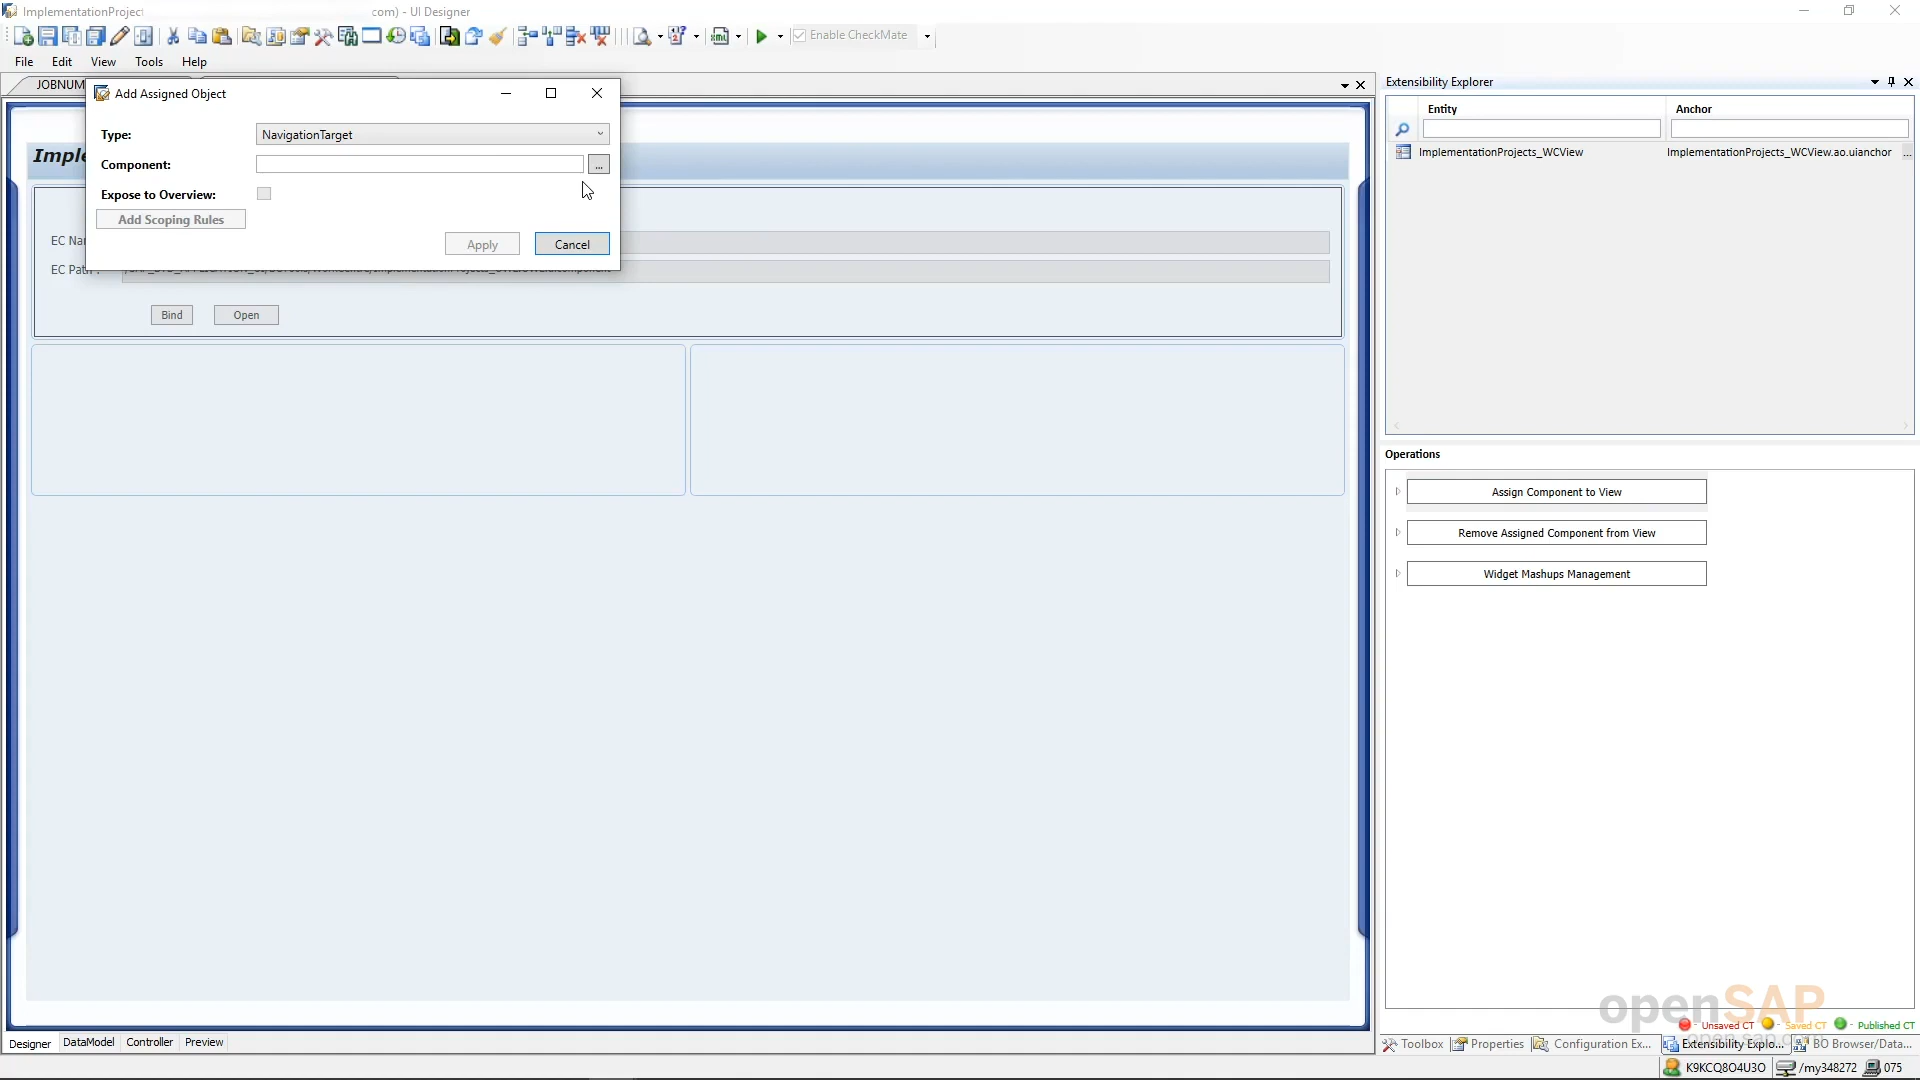 ImplementationProject com) - UI Designer
Enable CheckMate
File Edit View Tools Help
JOBNUM
Add Assigned Object
Type: NavigationTarget
Component: ...
Expose to Overview:
Add Scoping Rules
Apply Cancel
Imple
EC Nar
EC Path :
Bind Open
Extensibility Explorer
Entity Anchor
ImplementationProjects_WCView ImplementationProjects_WCView.ao.uianchor ...
Operations
Assign Component to View
Remove Assigned Component from View
Widget Mashups Management
openSAP
Unsaved CT - Saved CT - Published CT
Designer DataModel Controller Preview
Toolbox Properties Configuration Ex... Extensibility Explo... BO Browser/Data...
K9KCQ8O4U3O /my348272 075